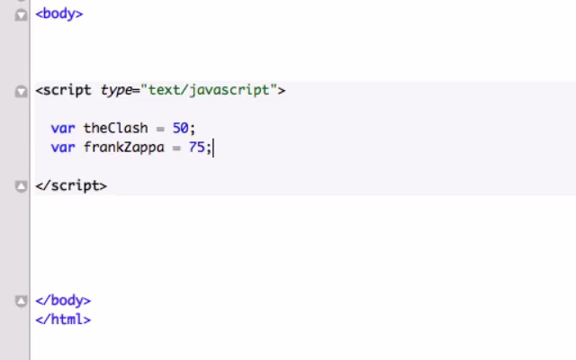 <body>
<script type="text/javascript">
var theClash = 50;
var frankZappa = 75;
</script>
</body>
</html>